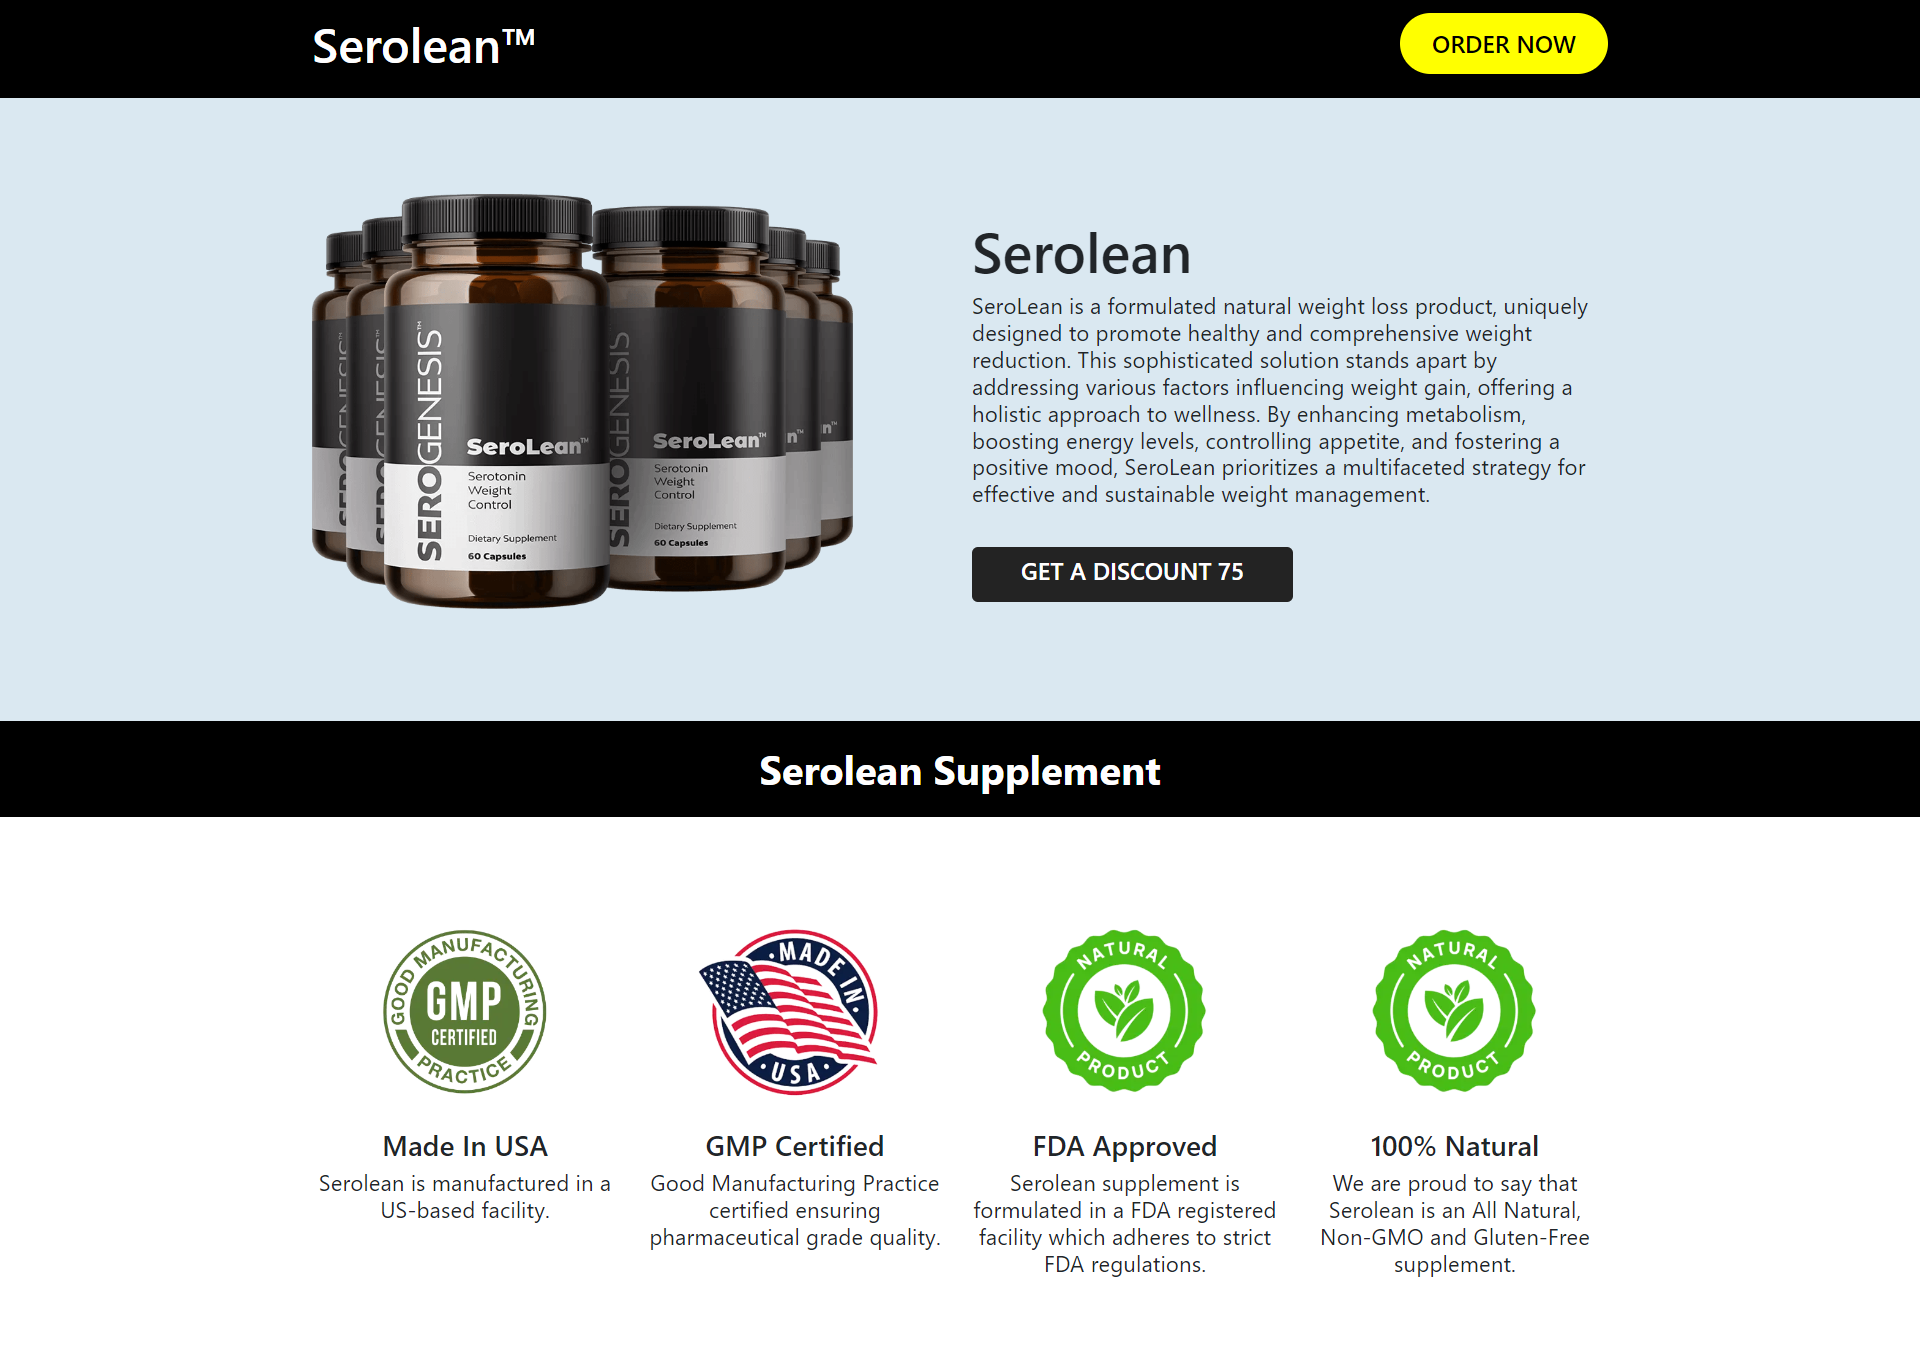 Serolean™
ORDER NOW
SEROGENESIS™
SeroLean™
Serotonin
Weight
Control
Dietary Supplement
60 Capsules
SEROGENESIS
SeroLean™
Serotonin
Weight
Control
Dietary Supplement
60 Capsules
n™
n™
Serolean
SeroLean is a formulated natural weight loss product, uniquely
designed to promote healthy and comprehensive weight
reduction. This sophisticated solution stands apart by
addressing various factors influencing weight gain, offering a
holistic approach to wellness. By enhancing metabolism,
boosting energy levels, controlling appetite, and fostering a
positive mood, SeroLean prioritizes a multifaceted strategy for
effective and sustainable weight management.
GET A DISCOUNT 75
Serolean Supplement
GOOD MANUFACTURING
GMP
CERTIFIED
PRACTICE
MADE IN
USA
NATURAL
PRODUCT
NATURAL
PRODUCT
Made In USA
Serolean is manufactured in a
US-based facility.
GMP Certified
Good Manufacturing Practice
certified ensuring
pharmaceutical grade quality.
FDA Approved
Serolean supplement is
formulated in a FDA registered
facility which adheres to strict
FDA regulations.
100% Natural
We are proud to say that
Serolean is an All Natural,
Non-GMO and Gluten-Free
supplement.